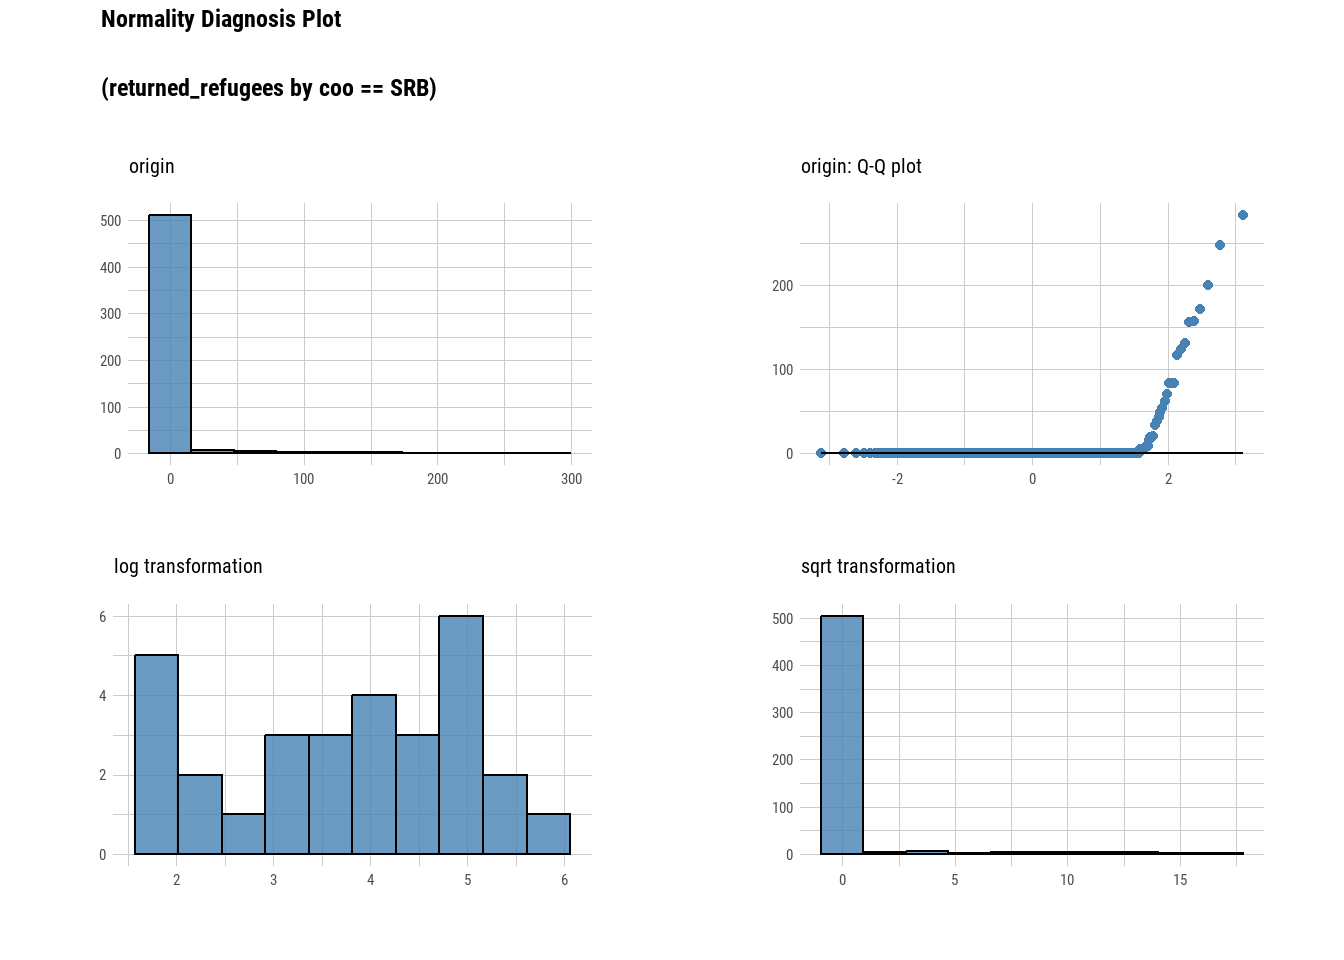 Normality Diagnosis Plot
(returned_refugees by coo == SRB)
origin
500
400
300
200
100
0
0 100 200 300
origin: Q-Q plot
200
100
0
-2 0 2
log transformation
6
4
2
0
2 3 4 5 6
sqrt transformation
500
400
300
200
100
0
0 5 10 15